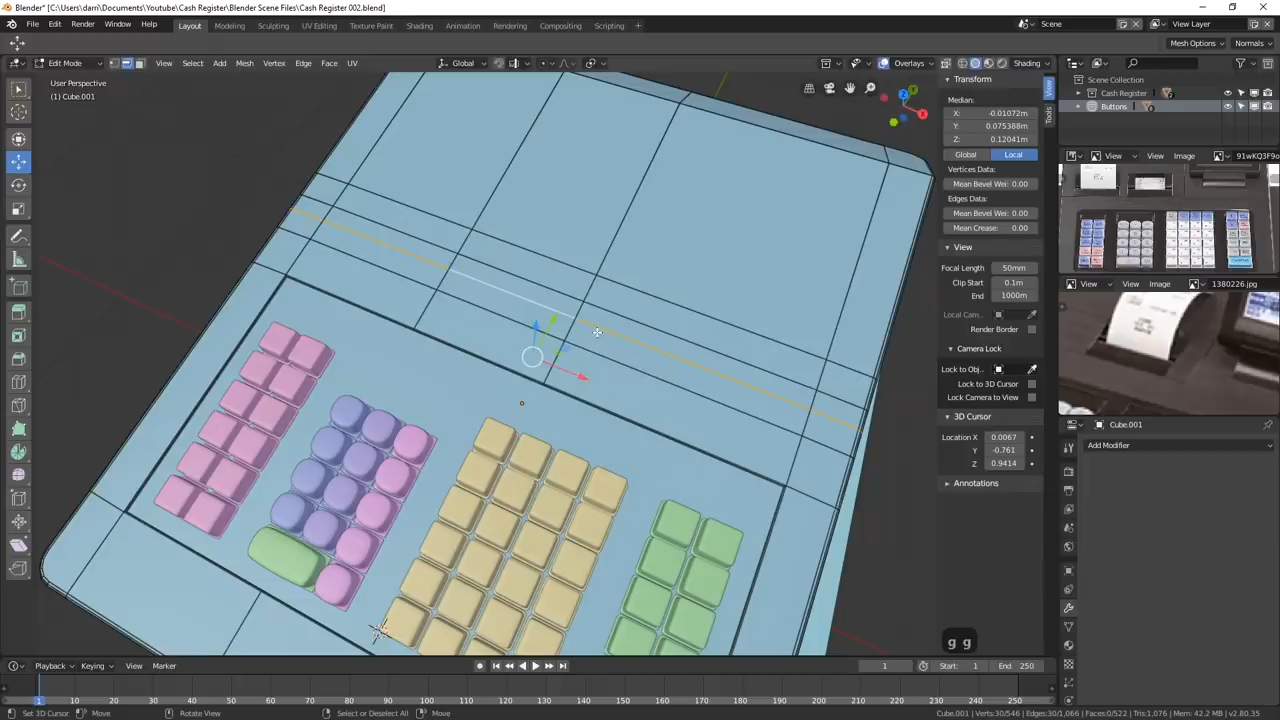 Blender* [C:\Users\darri\Documents\Youtube\Cash Register\Blender Scene Files\Cash Register 002.blend]
File Edit Render Window Help Layout Modeling Sculpting UV Editing Texture Paint Shading Animation Rendering Compositing Scripting + Scene View Layer
Mesh Options Normals
Edit Mode View Select Add Mesh Vertex Edge Face UV Global Overlays Shading
User Perspective
(1) Cube.001
Transform
Median:
X: -0.01072m
Y: 0.075388m
Z: 0.12041m
Global Local
Vertices Data:
Mean Bevel Wei: 0.00
Edges Data:
Mean Bevel Wei: 0.00
Mean Crease: 0.00
View
Focal Length 50mm
Clip Start 0.1m
End 1000m
Local Cam..
Render Border
Camera Lock
Lock to Obj..
Lock to 3D Cursor
Lock Camera to View
3D Cursor
Location X 0.0067
Y -0.761
Z 0.9414
Annotations
View
Tools
X
Scene Collection
Cash Register
Buttons
View View Image 91wKQ3F9o
View View Image 1380226.jpg
Cube.001
Add Modifier
g g
Playback Keying View Marker 1 Start: 1 End: 250
1 10 20 30 40 50 60 70 80 90 100 110 120 130 140 150 160 170 180 190 200 210 220 230 240 250
Set 3D Cursor Move Rotate View Select or Deselect All Move Cube.001 | Verts:30/546 | Edges:30/1,066 | Faces:0/522 | Tris:1,076 | Mem: 42.2 MB | v2.80.35